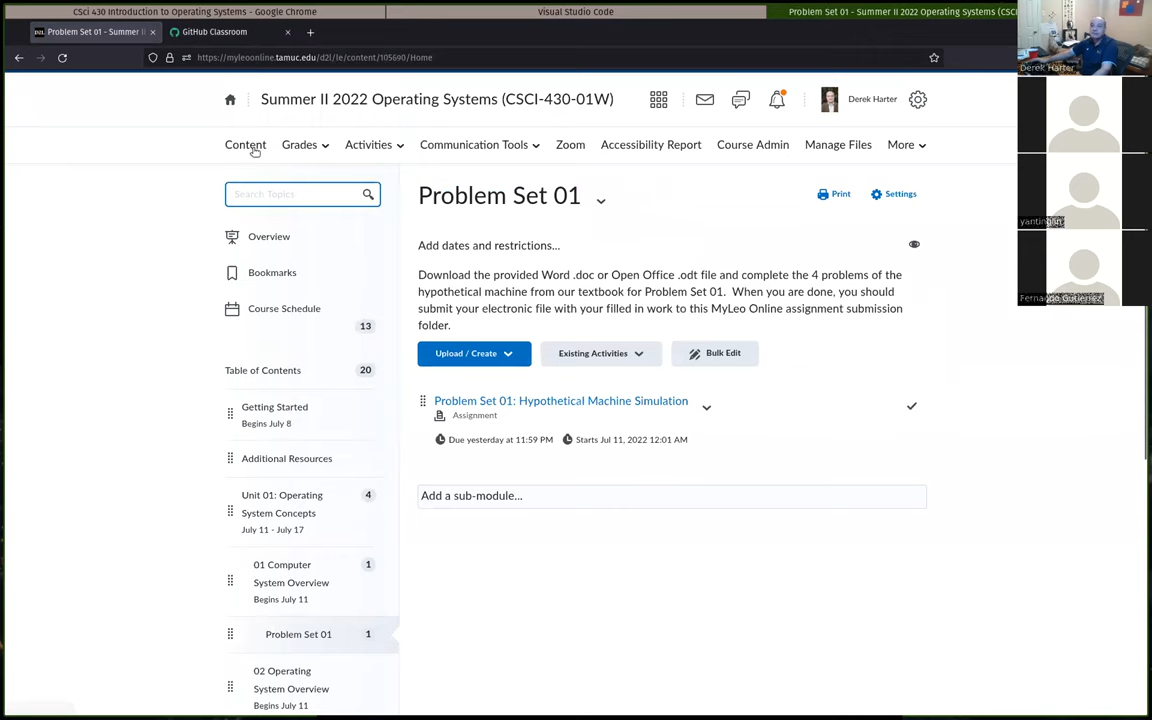 CSci 430 Introduction to Operating Systems - Google Chrome
Visual Studio Code
Problem Set 01 - Summer II 2022 Operating Systems (CSCI
Problem Set 01 - Summer II
GitHub Classroom
https://myleoonline.tamuc.edu/d2l/le/content/105690/Home
Derek Harter
Summer II 2022 Operating Systems (CSCI-430-01W)
Derek Harter
Content
Grades
Activities
Communication Tools
Zoom
Accessibility Report
Course Admin
Manage Files
More
Search Topics
Problem Set 01
Print
Settings
yantinglin
Overview
Add dates and restrictions...
Bookmarks
Download the provided Word .doc or Open Office .odt file and complete the 4 problems of the
hypothetical machine from our textbook for Problem Set 01. When you are done, you should
submit your electronic file with your filled in work to this MyLeo Online assignment submission
folder.
Fernando Gutierrez
Course Schedule
13
Upload / Create
Existing Activities
Bulk Edit
Table of Contents
20
Problem Set 01: Hypothetical Machine Simulation
Assignment
Due yesterday at 11:59 PM
Starts Jul 11, 2022 12:01 AM
Getting Started
Begins July 8
Additional Resources
Add a sub-module...
Unit 01: Operating
System Concepts
4
July 11 - July 17
01 Computer
System Overview
1
Begins July 11
Problem Set 01
1
02 Operating
System Overview
Begins July 11